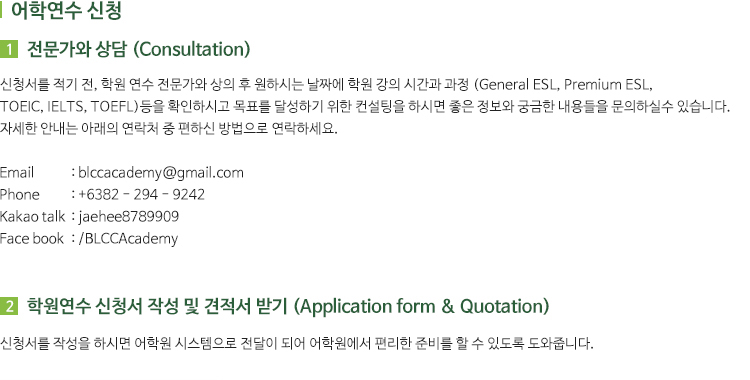 어학연수 신청
1 전문가와 상담 (Consultation)
신청서를 적기 전, 학원 연수 전문가와 상의 후 원하시는 날짜에 학원 강의 시간과 과정 (General ESL, Premium ESL,
TOEIC, IELTS, TOEFL)등을 확인하시고 목표를 달성하기 위한 컨설팅을 하시면 좋은 정보와 궁금한 내용들을 문의하실수 있습니다.
자세한 안내는 아래의 연락처 중 편하신 방법으로 연락하세요.
Email : blccacademy@gmail.com
Phone : +6382 - 294 - 9242
Kakao talk : jaehee8789909
Face book : /BLCCAcademy
2 학원연수 신청서 작성 및 견적서 받기 (Application form & Quotation)
신청서를 작성을 하시면 어학원 시스템으로 전달이 되어 어학원에서 편리한 준비를 할 수 있도록 도와줍니다.